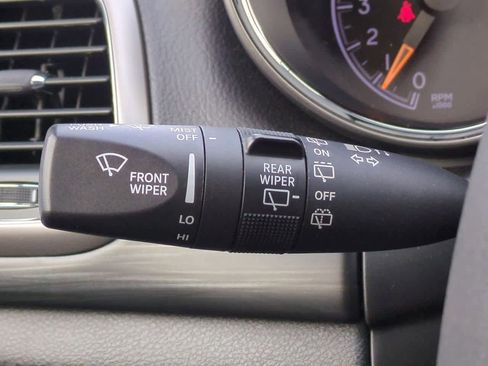 WASH
MIST
OFF
FRONT
WIPER
LO
HI
REAR
WIPER
ON
OFF
3
2
1
0
RPM
x1000